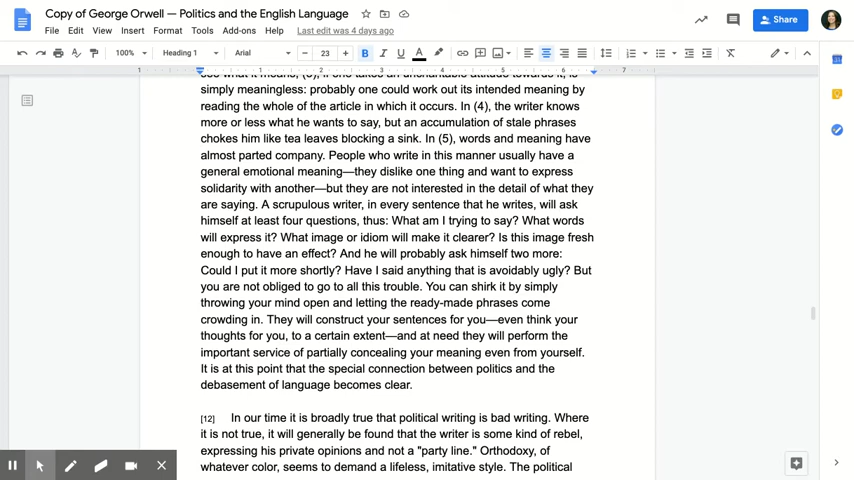 Copy of George Orwell — Politics and the English Language
File Edit View Insert Format Tools Add-ons Help Last edit was 4 days ago
Share
100% Heading 1 Arial 23 B I U A
1 1 2 3 4 5 6 7
simply meaningless: probably one could work out its intended meaning by
reading the whole of the article in which it occurs. In (4), the writer knows
more or less what he wants to say, but an accumulation of stale phrases
chokes him like tea leaves blocking a sink. In (5), words and meaning have
almost parted company. People who write in this manner usually have a
general emotional meaning—they dislike one thing and want to express
solidarity with another—but they are not interested in the detail of what they
are saying. A scrupulous writer, in every sentence that he writes, will ask
himself at least four questions, thus: What am I trying to say? What words
will express it? What image or idiom will make it clearer? Is this image fresh
enough to have an effect? And he will probably ask himself two more:
Could I put it more shortly? Have I said anything that is avoidably ugly? But
you are not obliged to go to all this trouble. You can shirk it by simply
throwing your mind open and letting the ready-made phrases come
crowding in. They will construct your sentences for you—even think your
thoughts for you, to a certain extent—and at need they will perform the
important service of partially concealing your meaning even from yourself.
It is at this point that the special connection between politics and the
debasement of language becomes clear.
[12] In our time it is broadly true that political writing is bad writing. Where
it is not true, it will generally be found that the writer is some kind of rebel,
expressing his private opinions and not a "party line." Orthodoxy, of
whatever color, seems to demand a lifeless, imitative style. The political